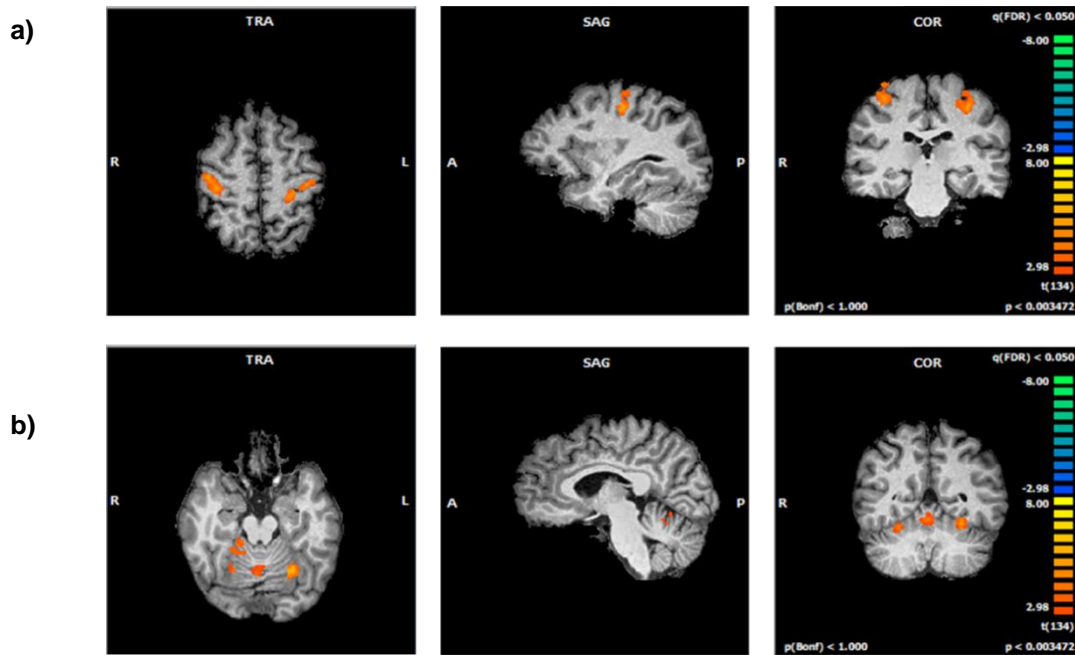 a)
TRA
R
L
SAG
A
P
COR
R
q(FDR) < 0.050
-8.00
-2.98
8.00
2.98
t(134)
p(Bonf) < 1.000
p < 0.003472
b)
TRA
R
L
SAG
A
P
COR
R
q(FDR) < 0.050
-8.00
-2.98
8.00
2.98
t(134)
p(Bonf) < 1.000
p < 0.003472